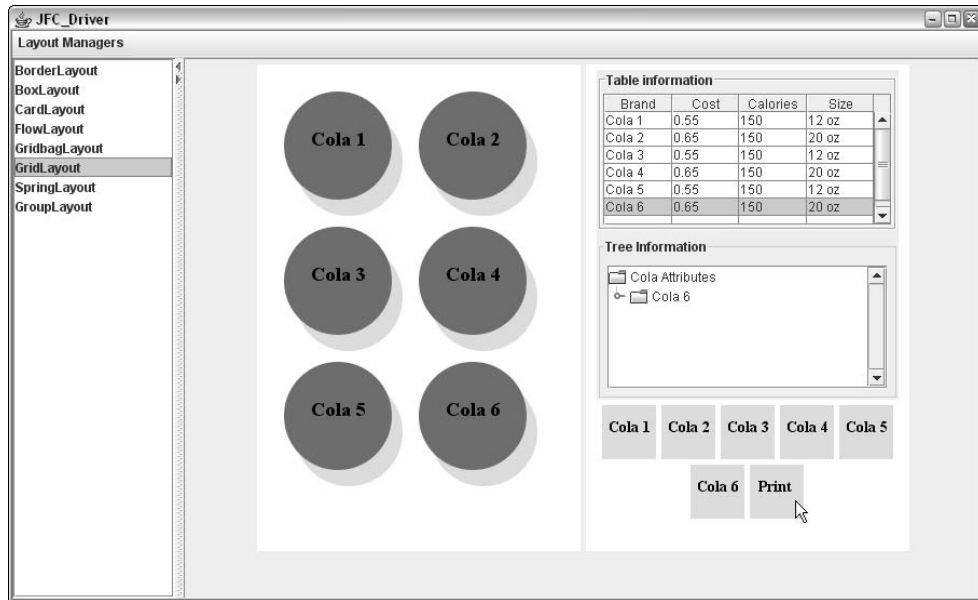 JFC_Driver
Layout Managers
BorderLayout
BoxLayout
CardLayout
FlowLayout
GridbagLayout
GridLayout
SpringLayout
GroupLayout
Cola 1 Cola 2
Cola 3 Cola 4
Cola 5 Cola 6
Table information
Brand Cost Calories Size
Cola 1 0.55 150 12 oz
Cola 2 0.65 150 20 oz
Cola 3 0.55 150 12 oz
Cola 4 0.65 150 20 oz
Cola 5 0.55 150 12 oz
Cola 6 0.65 150 20 oz
Tree Information
Cola Attributes
Cola 6
Cola 1 Cola 2 Cola 3 Cola 4 Cola 5
Cola 6 Print